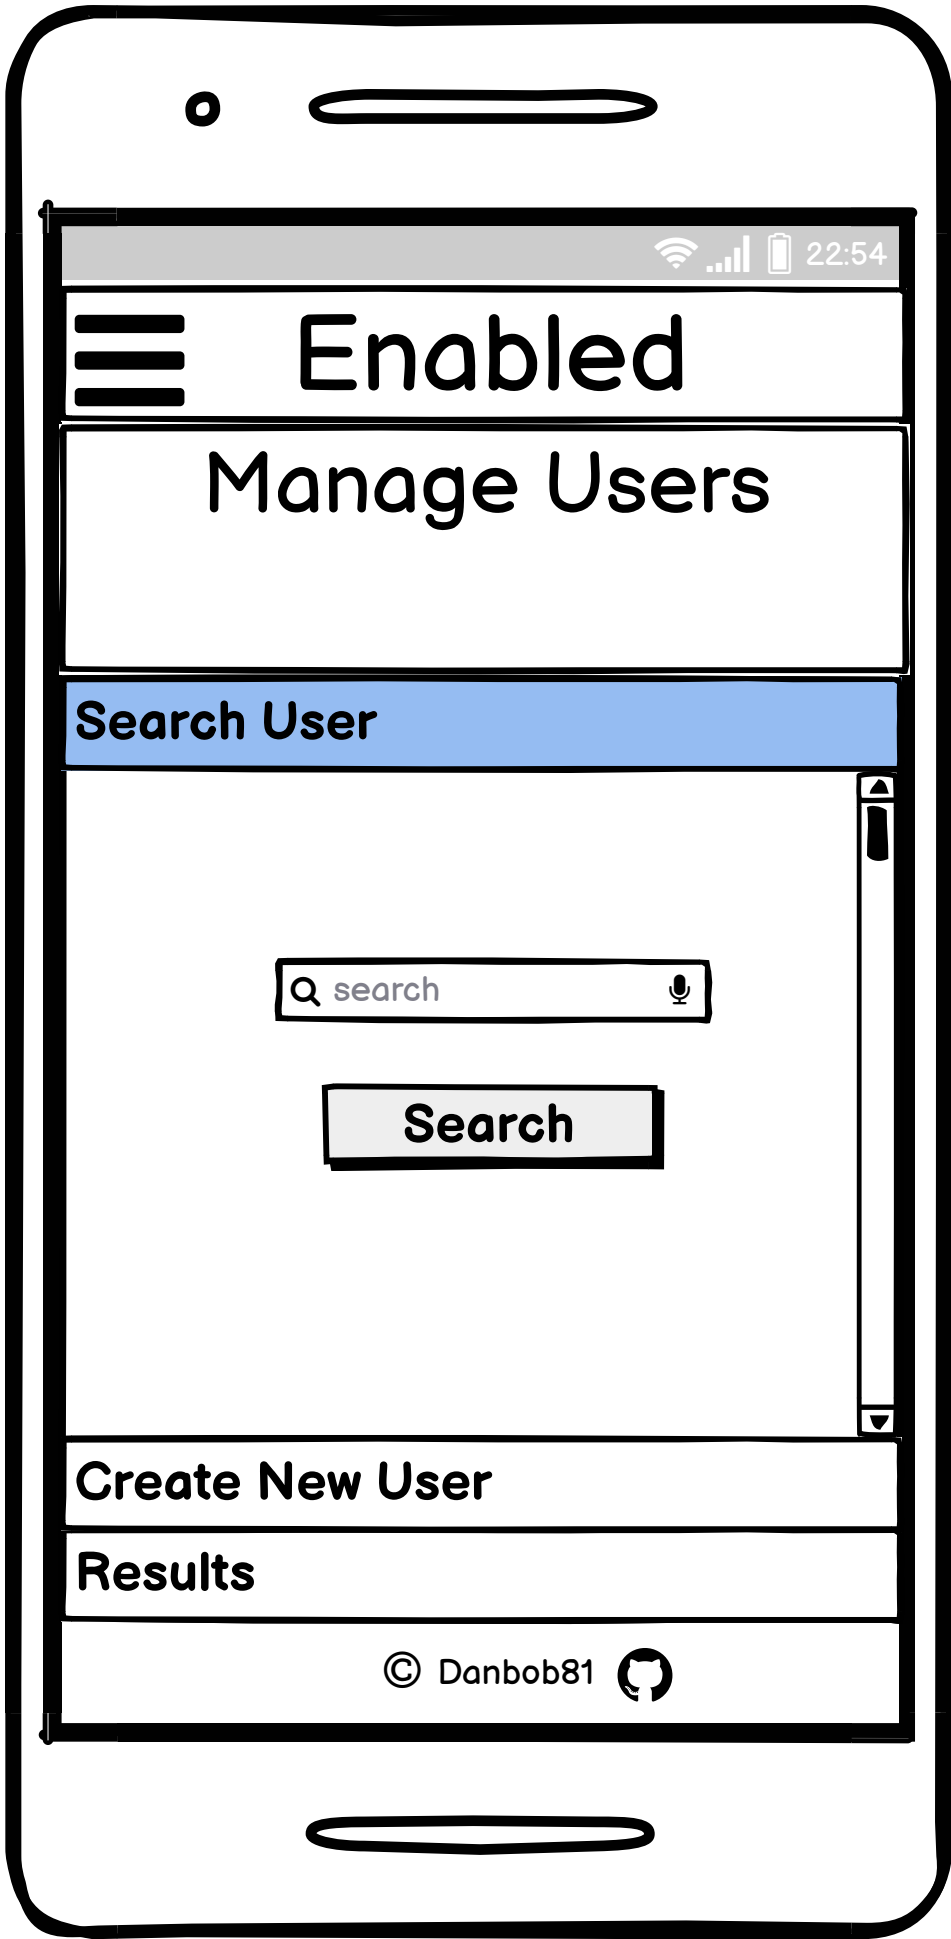 22:54
Enabled
Manage Users
Search User
search
Search
Create New User
Results
© Danbob81